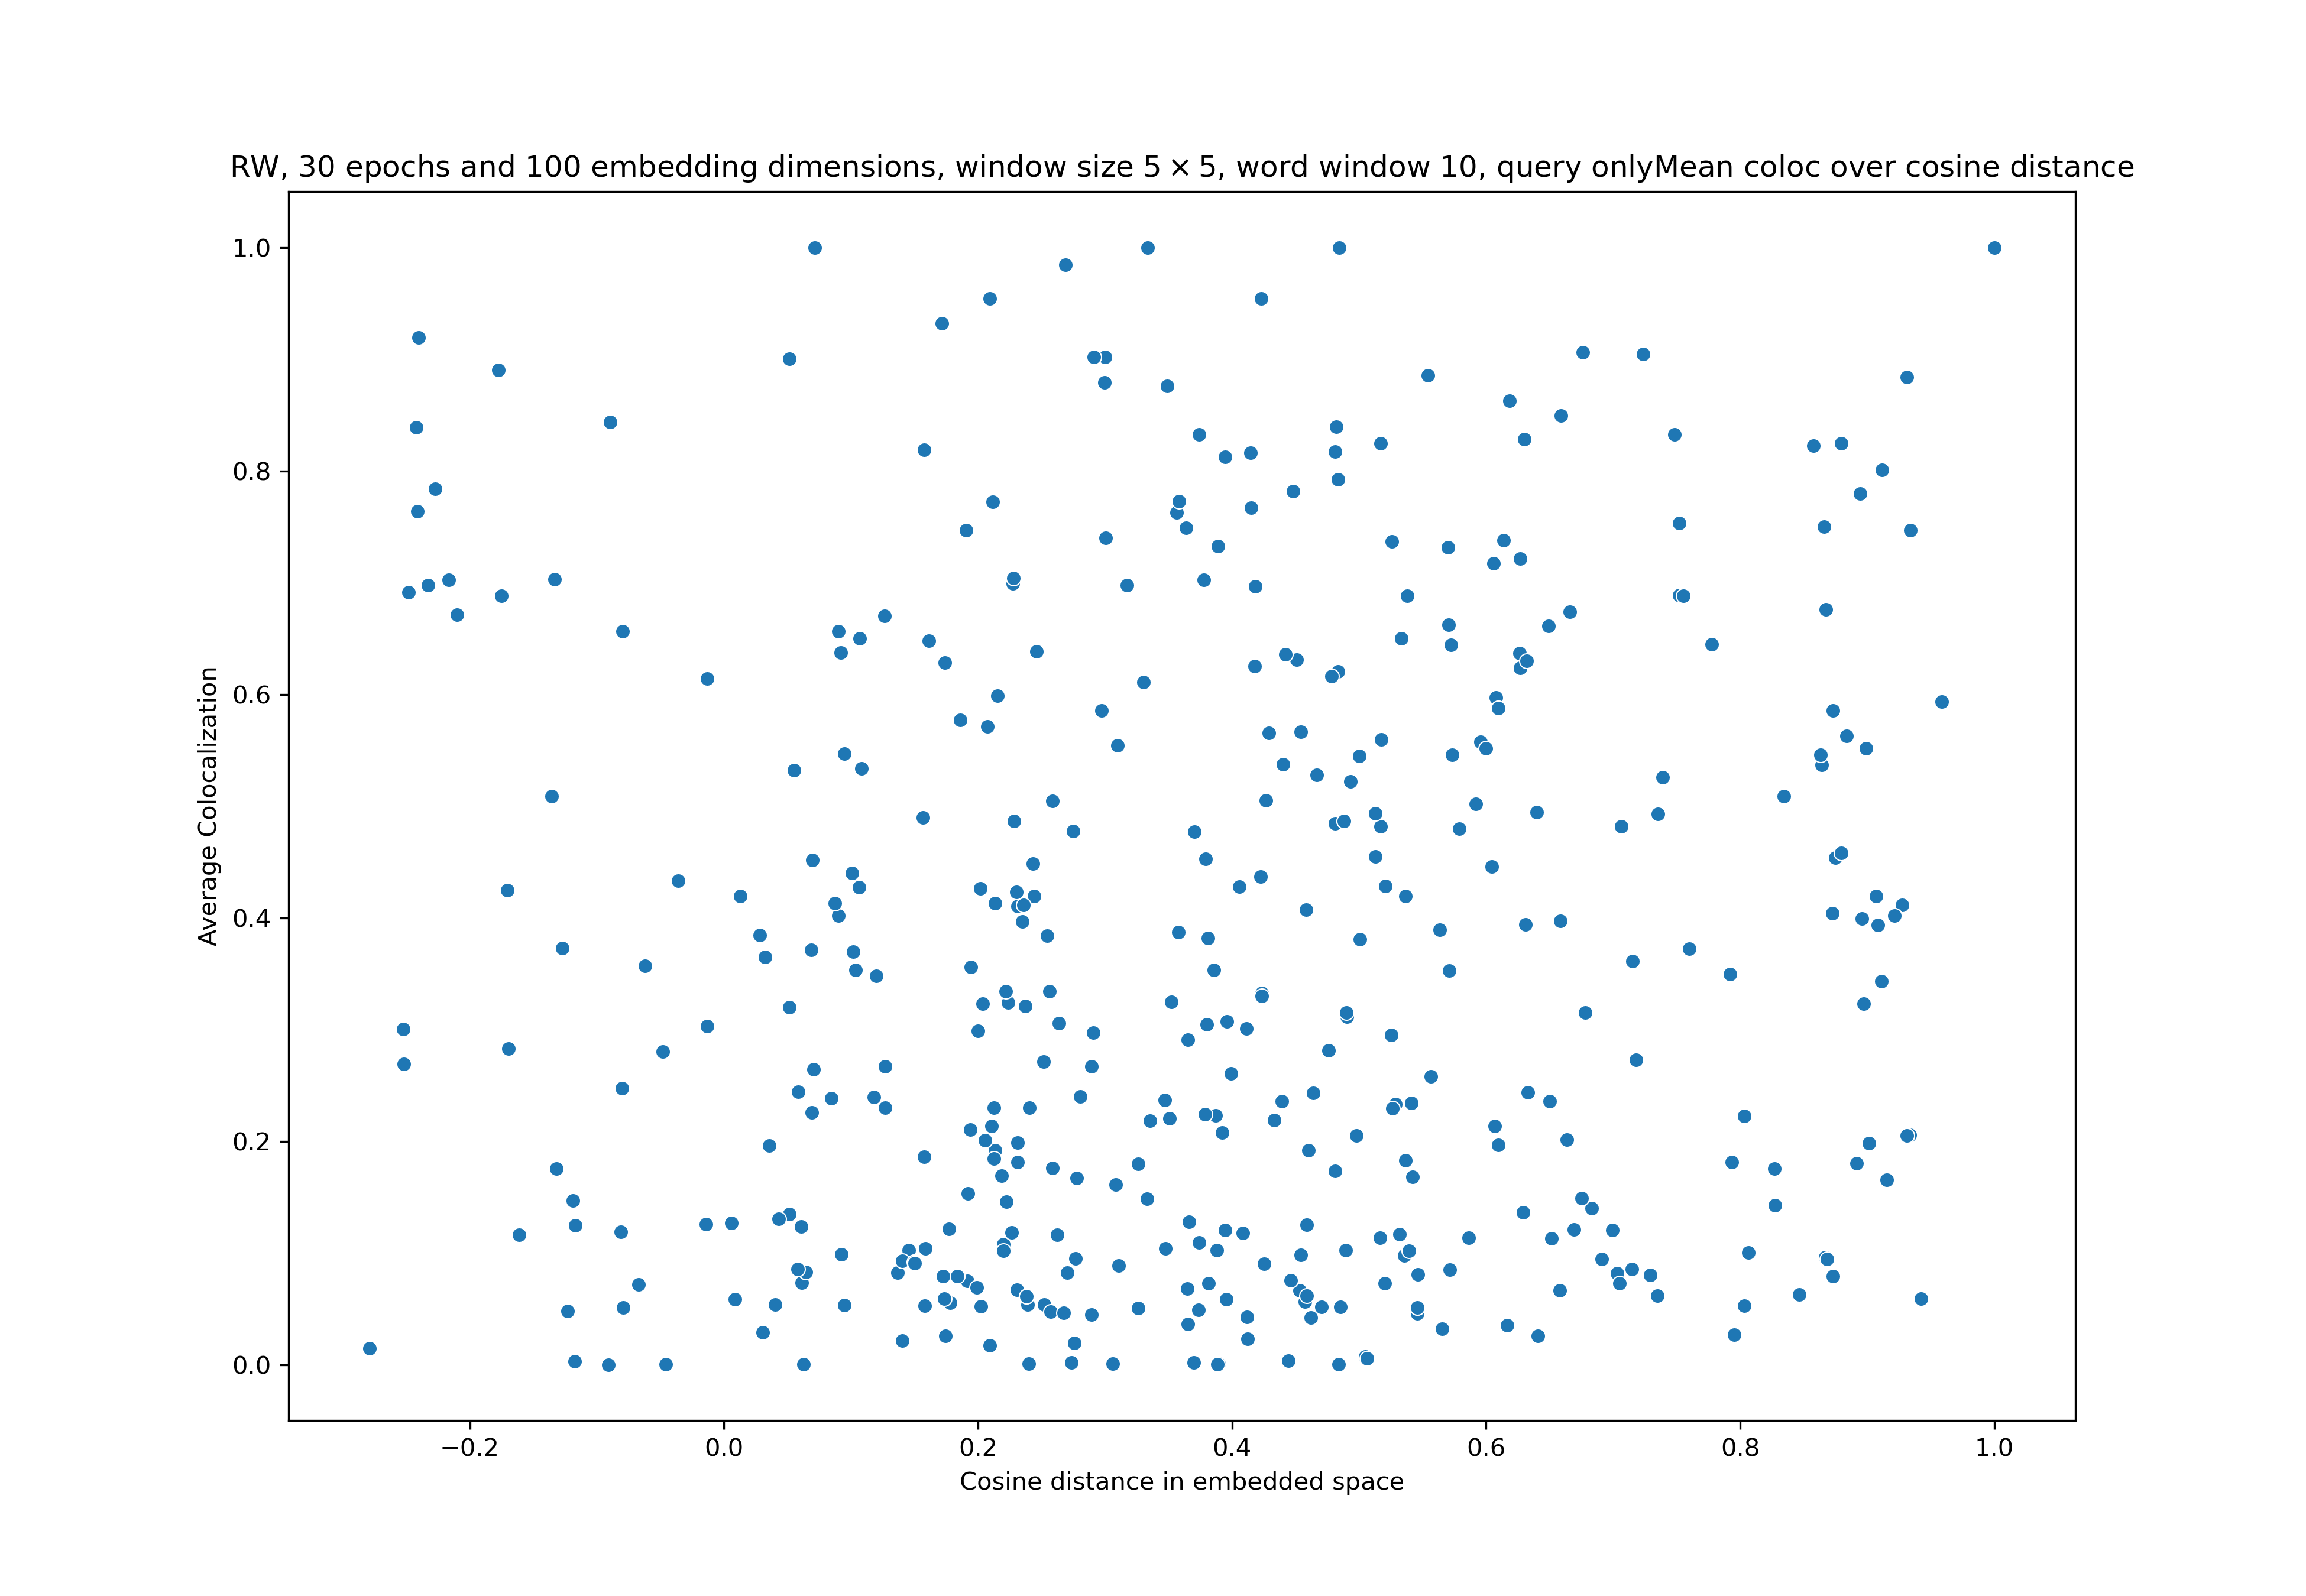 RW, 30 epochs and 100 embedding dimensions, window size 5 × 5, word window 10, query onlyMean coloc over cosine distance
1.0
0.8
0.6
0.4
0.2
0.0
Average Colocalization
−0.2 0.0 0.2 0.4 0.6 0.8 1.0
Cosine distance in embedded space